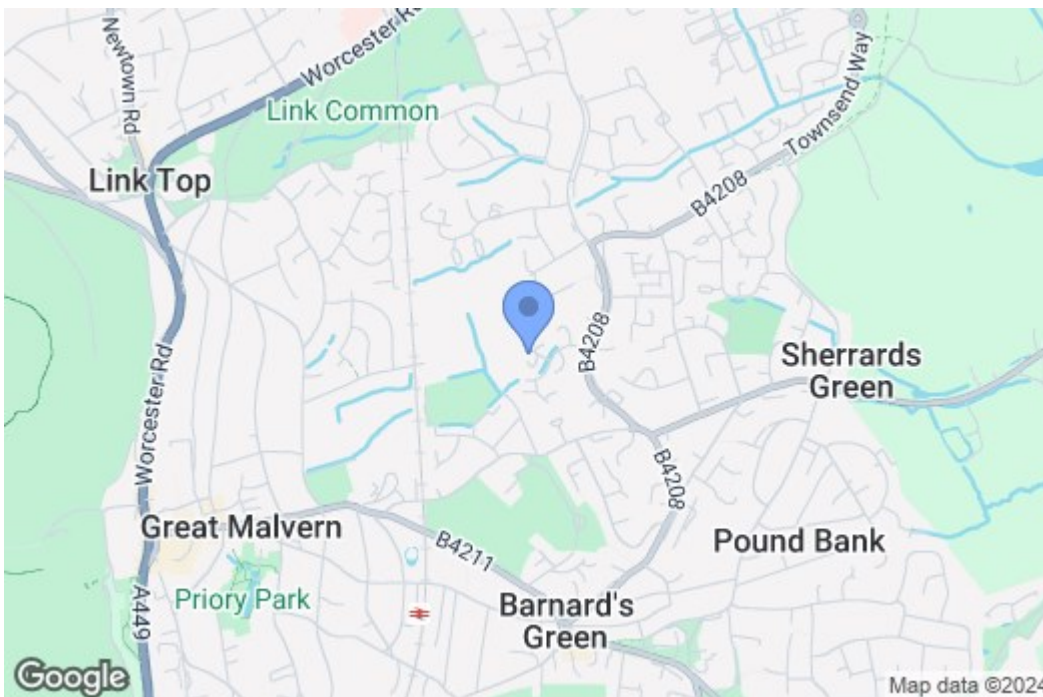 Newtown Rd
Worcester Rd
Link Common
Townsend Way
Link Top
B4208
B4208
Sherrards
Green
Worcester Rd
B4208
Great Malvern
B4211
Pound Bank
Priory Park
Barnard's
Green
A449
Google
Map data ©2024